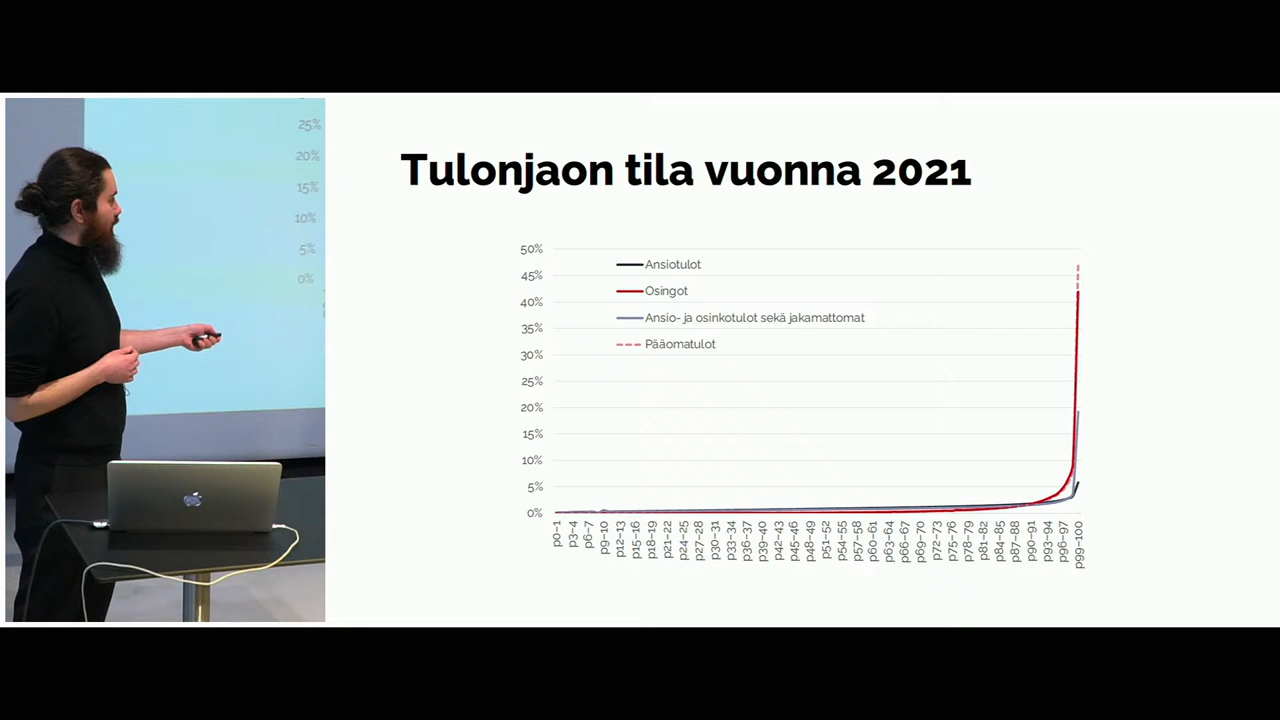 25%
20%
15%
10%
5%
0%
Tulonjaon tila vuonna 2021
50%
45%
40%
35%
30%
25%
20%
15%
10%
5%
0%
Ansiotulot
Osingot
Ansio- ja osinkotulot sekä jakamattomat
Pääomatulot
p0–1
p3–4
p6–7
p9–10
p12–13
p15–16
p18–19
p21–22
p24–25
p27–28
p30–31
p33–34
p36–37
p39–40
p42–43
p45–46
p48–49
p51–52
p54–55
p57–58
p60–61
p63–64
p66–67
p69–70
p72–73
p75–76
p78–79
p81–82
p84–85
p87–88
p90–91
p93–94
p96–97
p99–100